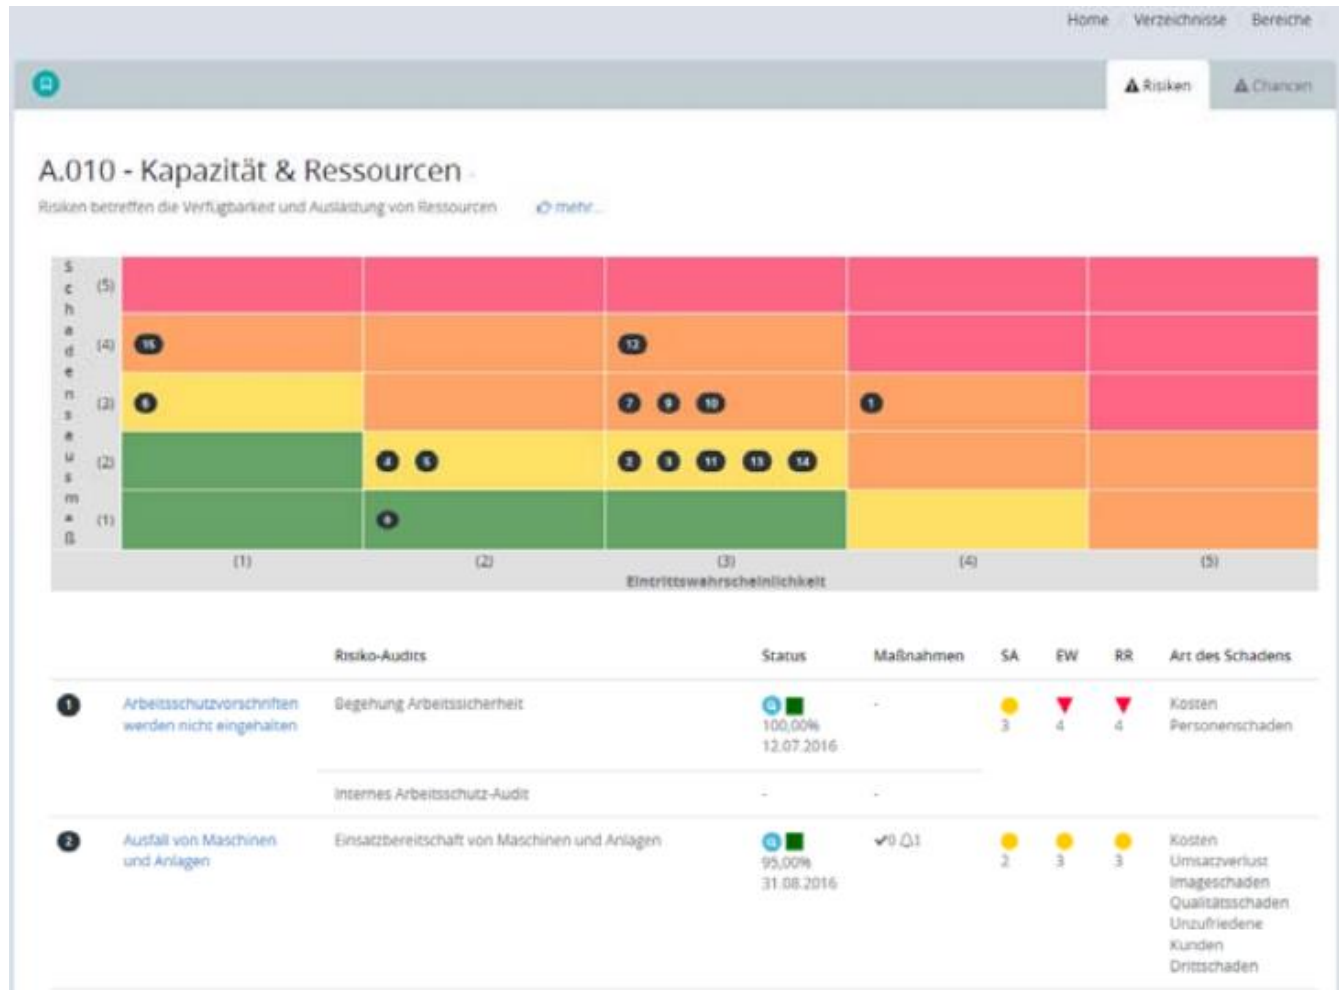 Home Verzeichnisse Bereiche
Risiken Chancen
A.010 - Kapazität & Ressourcen
Risiken betreffen die Verfügbarkeit und Auslastung von Ressourcen mehr...
Schadensausmaß
(5)
(4) 15 12
(3) 6 7 9 10 1
(2) 4 5 2 3 11 13 14
(1) 8
(1) (2) (3) (4) (5)
Eintrittswahrscheinlichkeit
Risiko-Audits Status Maßnahmen SA EW RR Art des Schadens
1 Arbeitsschutzvorschriften Begehung Arbeitssicherheit - Kosten
werden nicht eingehalten 100,00% 3 4 4 Personenschaden
12.07.2016
Internes Arbeitsschutz-Audit - -
2 Ausfall von Maschinen Einsatzbereitschaft von Maschinen und Anlagen 0 1 Kosten
und Anlagen 95,00% 2 3 3 Umsatzverlust
31.08.2016 Imageschaden
Qualitätsschaden
Unzufriedene
Kunden
Drittschaden